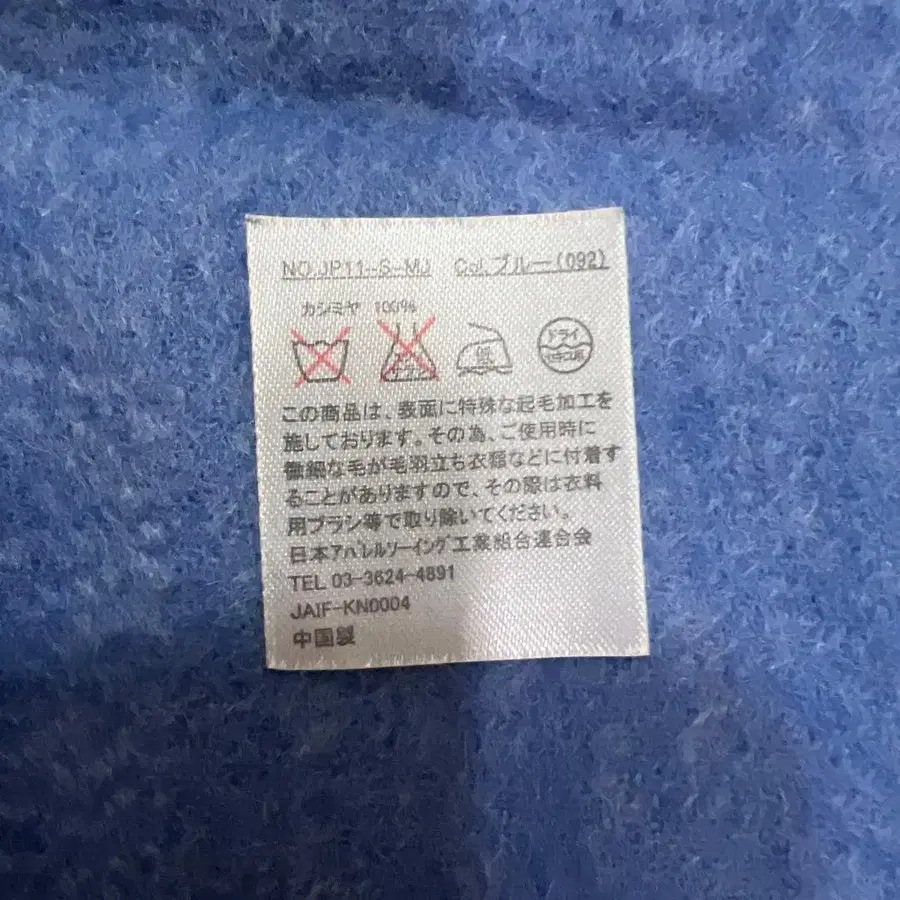 NO.JP11-S-MJ Col.ブルー(092)
カシミヤ 100%
低 ドライ
この商品は、表面に特殊な起毛加工を
施しております。その為、ご使用時に
微細な毛が毛羽立ち衣類などに付着す
ることがありますので、その際は衣料
用ブラシ等で取り除いてください。
日本アパレルソーイング工業組合連合会
TEL 03-3624-4891
JAIF-KN0004
中国製